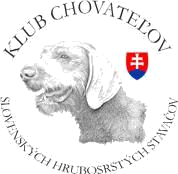 KLUB CHOVATEĽOV
SLOVENSKÝCH HRUBOSRSTÝCH STAVAČOV